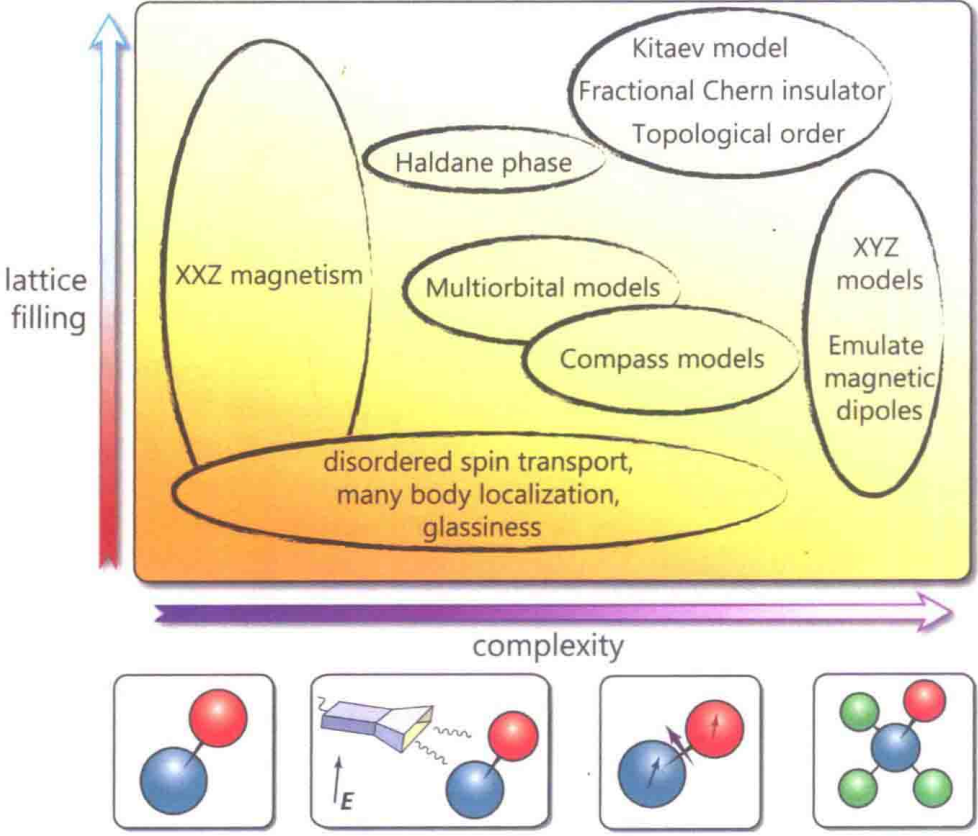 Kitaev model
Fractional Chern insulator
Topological order
Haldane phase
XXZ magnetism
Multiorbital models
Compass models
XYZ
models
Emulate
magnetic
dipoles
disordered spin transport,
many body localization,
glassiness
lattice
filling
complexity
E